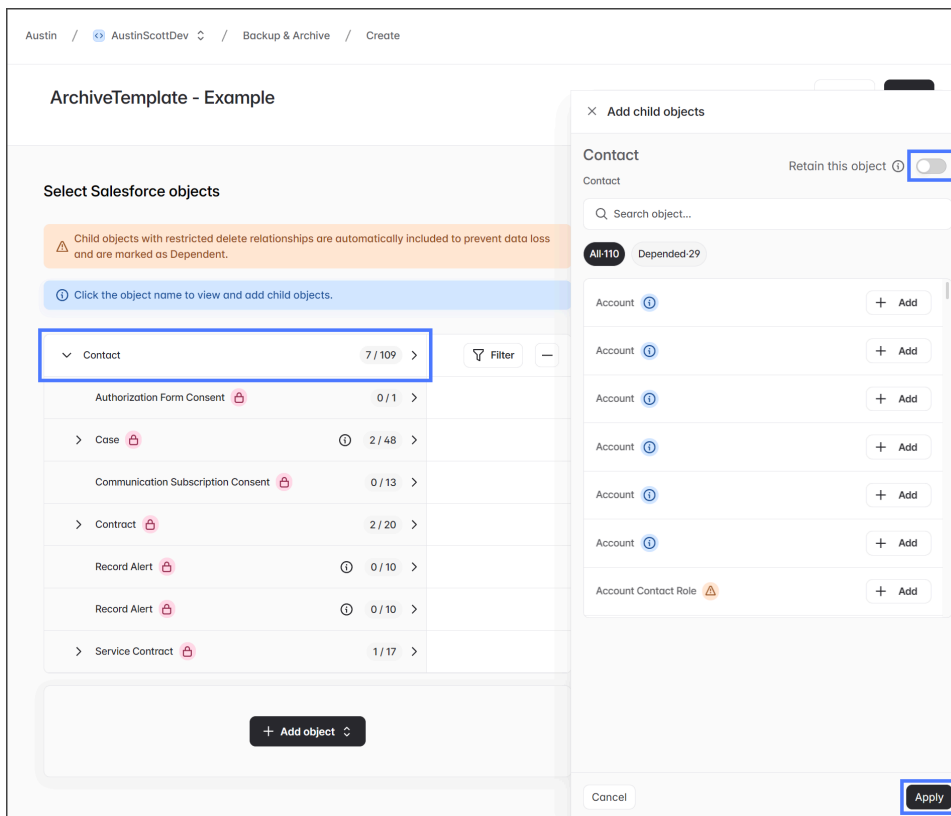 Austin / AustinScottDev / Backup & Archive / Create
ArchiveTemplate - Example
Select Salesforce objects
Child objects with restricted delete relationships are automatically included to prevent data loss
and are marked as Dependent.
Click the object name to view and add child objects.
Contact 7 / 109 Filter
Authorization Form Consent 0 / 1
Case 2 / 48
Communication Subscription Consent 0 / 13
Contract 2 / 20
Record Alert 0 / 10
Record Alert 0 / 10
Service Contract 1 / 17
+ Add object
Add child objects
Contact
Retain this object
Contact
Search object...
All·110 Depended·29
Account + Add
Account + Add
Account + Add
Account + Add
Account + Add
Account + Add
Account Contact Role + Add
Cancel Apply